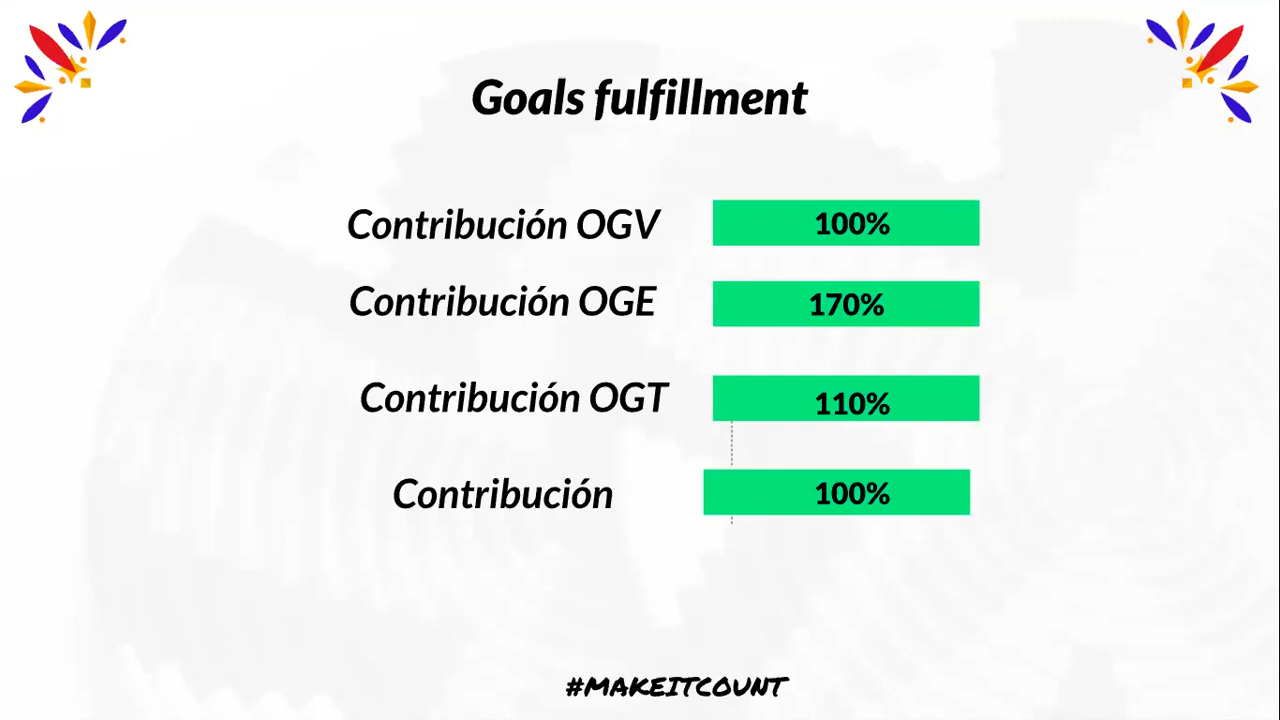 Goals fulfillment
Contribución OGV 100%
Contribución OGE 170%
Contribución OGT 110%
Contribución 100%
#MAKEITCOUNT